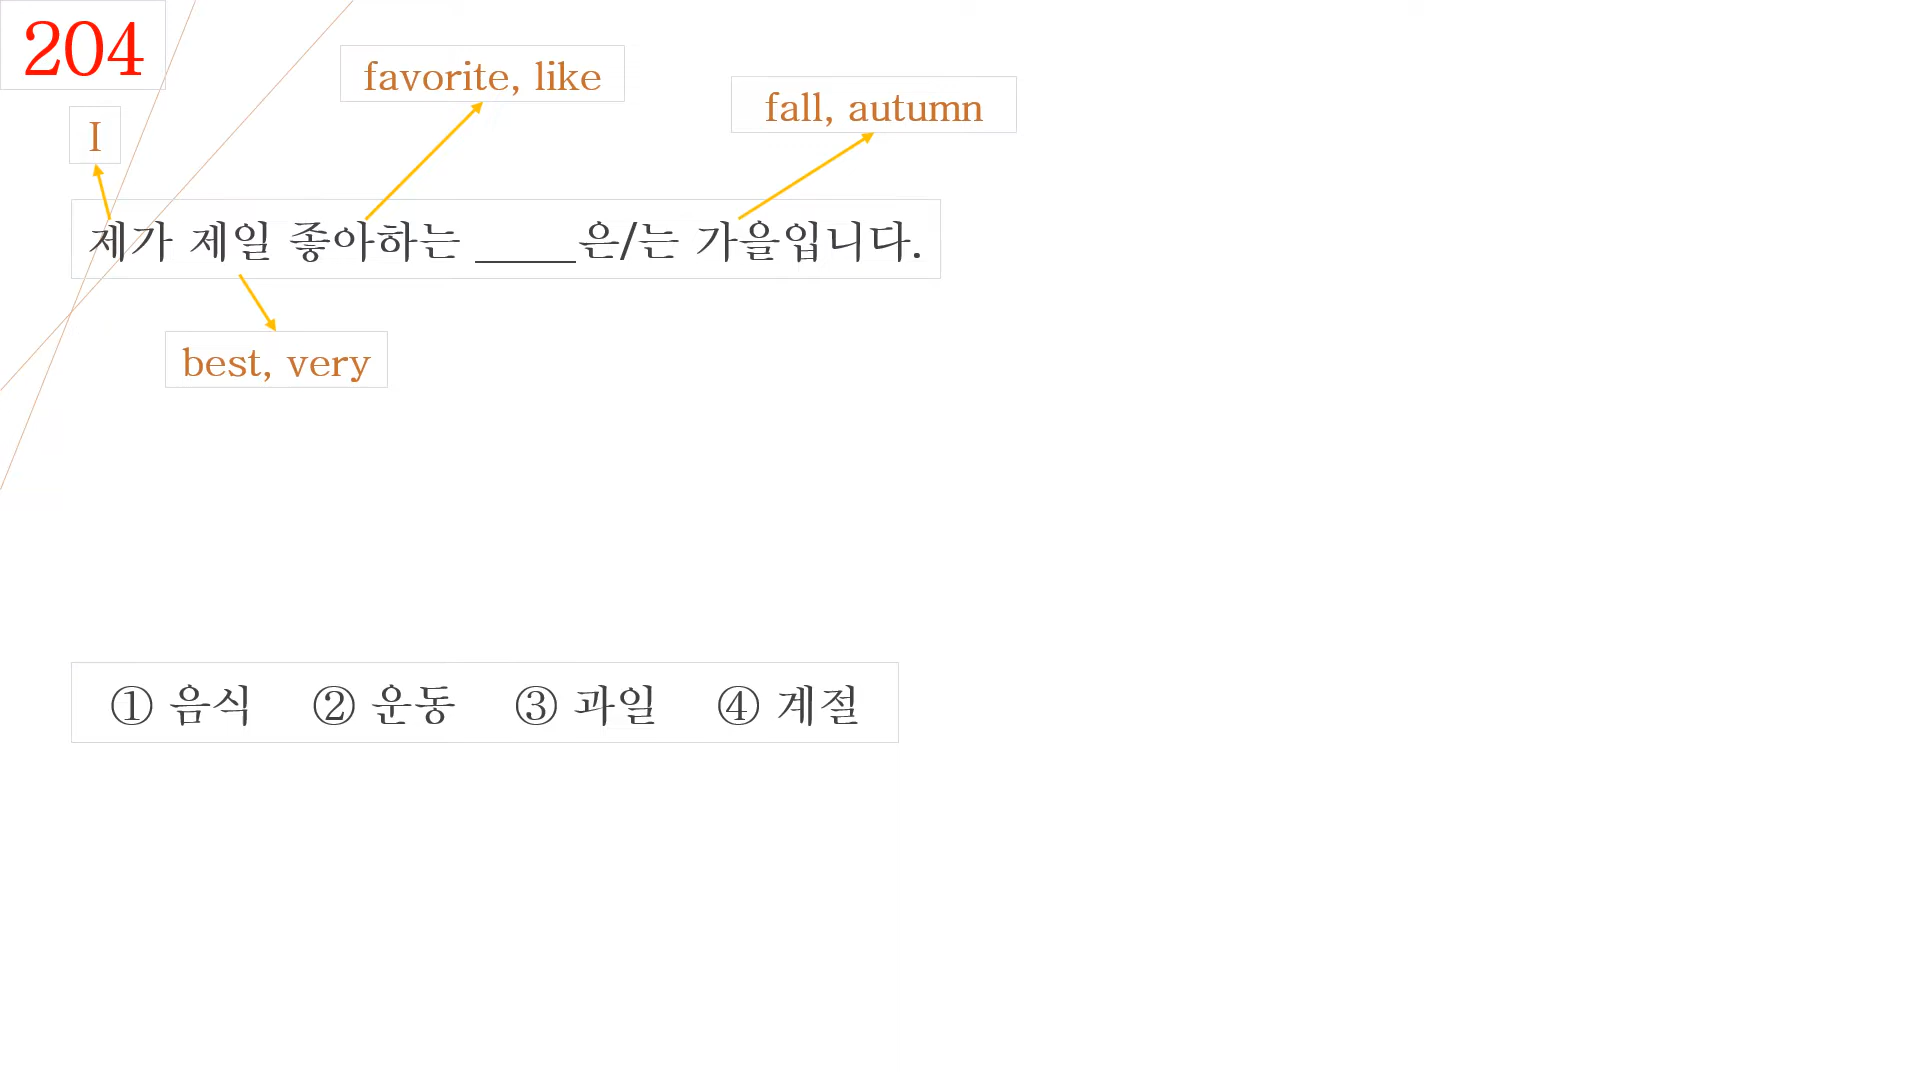 204
favorite, like
fall, autumn
I
제가 제일 좋아하는 _____은/는 가을입니다.
best, very
① 음식 ② 운동 ③ 과일 ④ 계절